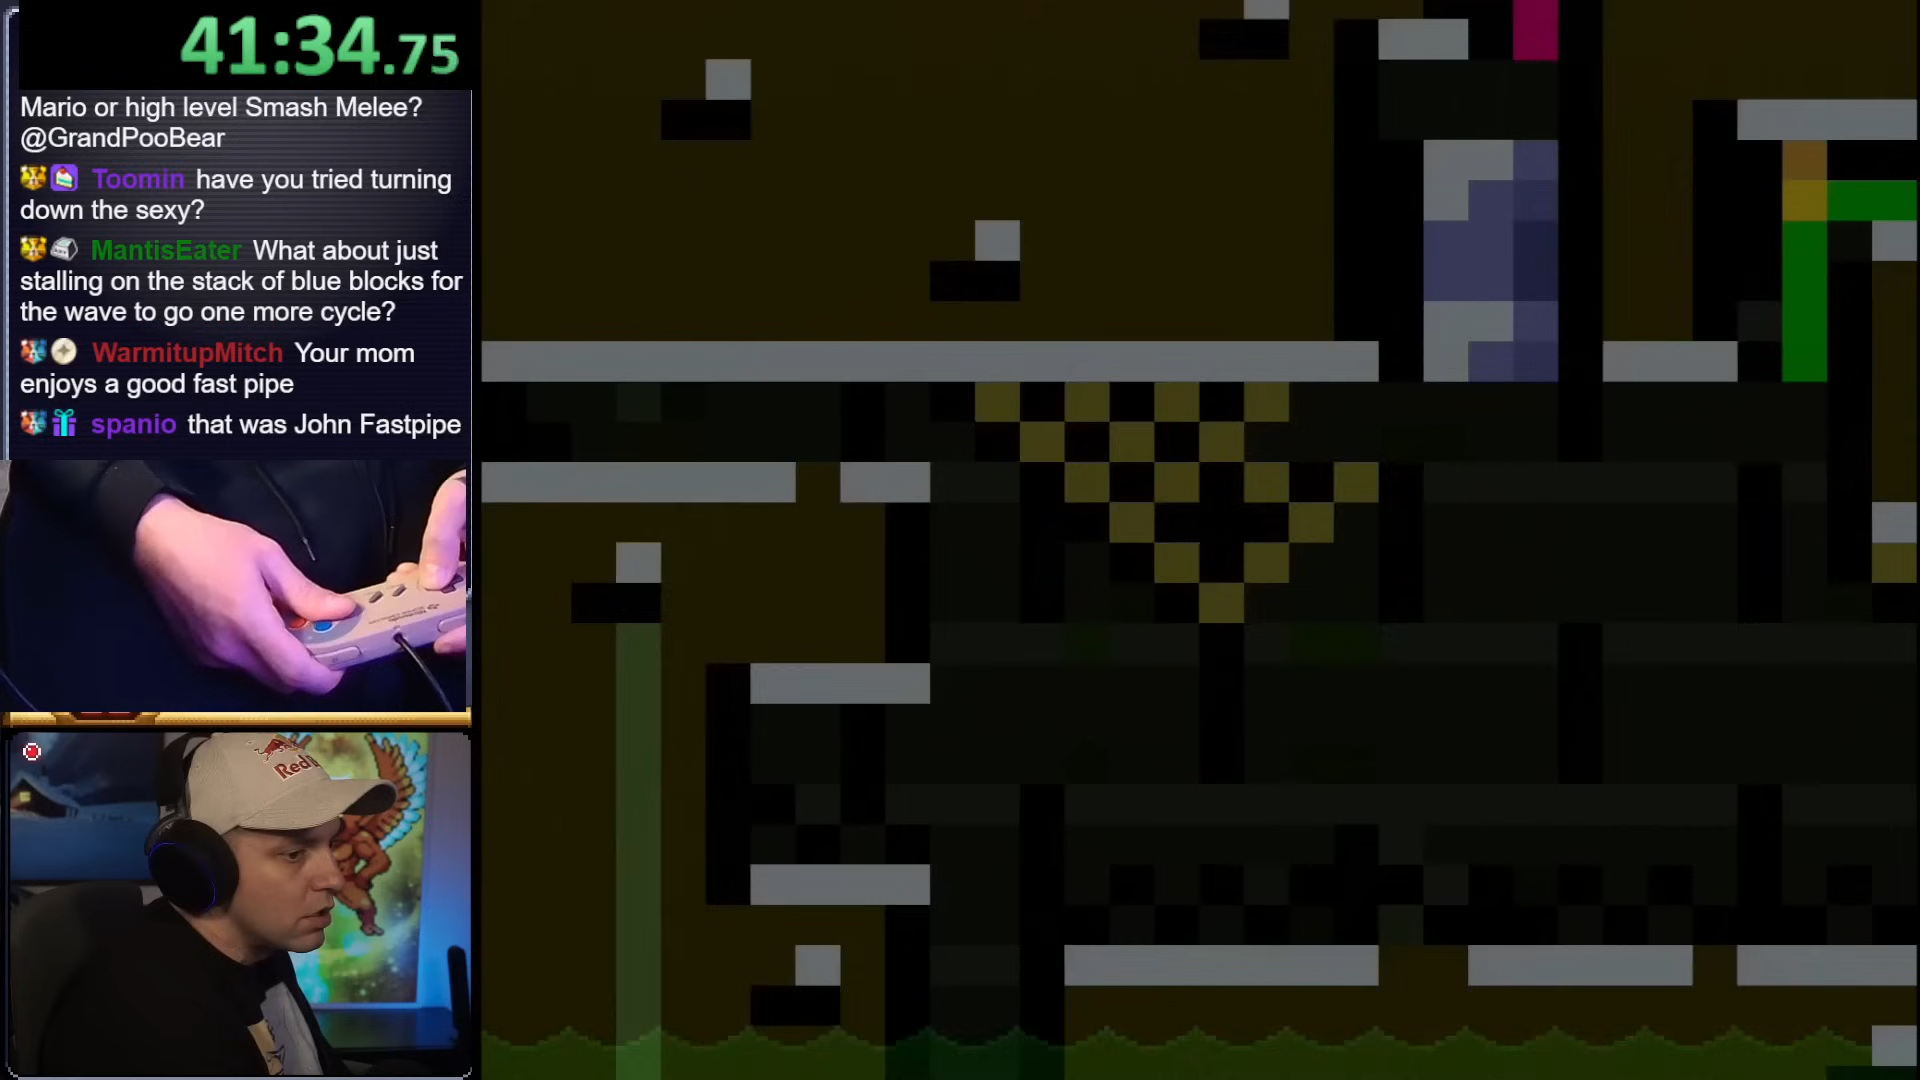 41:34.75
Mario or high level Smash Melee?
@GrandPooBear
Toomin have you tried turning
down the sexy?
MantisEater What about just
stalling on the stack of blue blocks for
the wave to go one more cycle?
WarmitupMitch Your mom
enjoys a good fast pipe
spanio that was John Fastpipe
Red